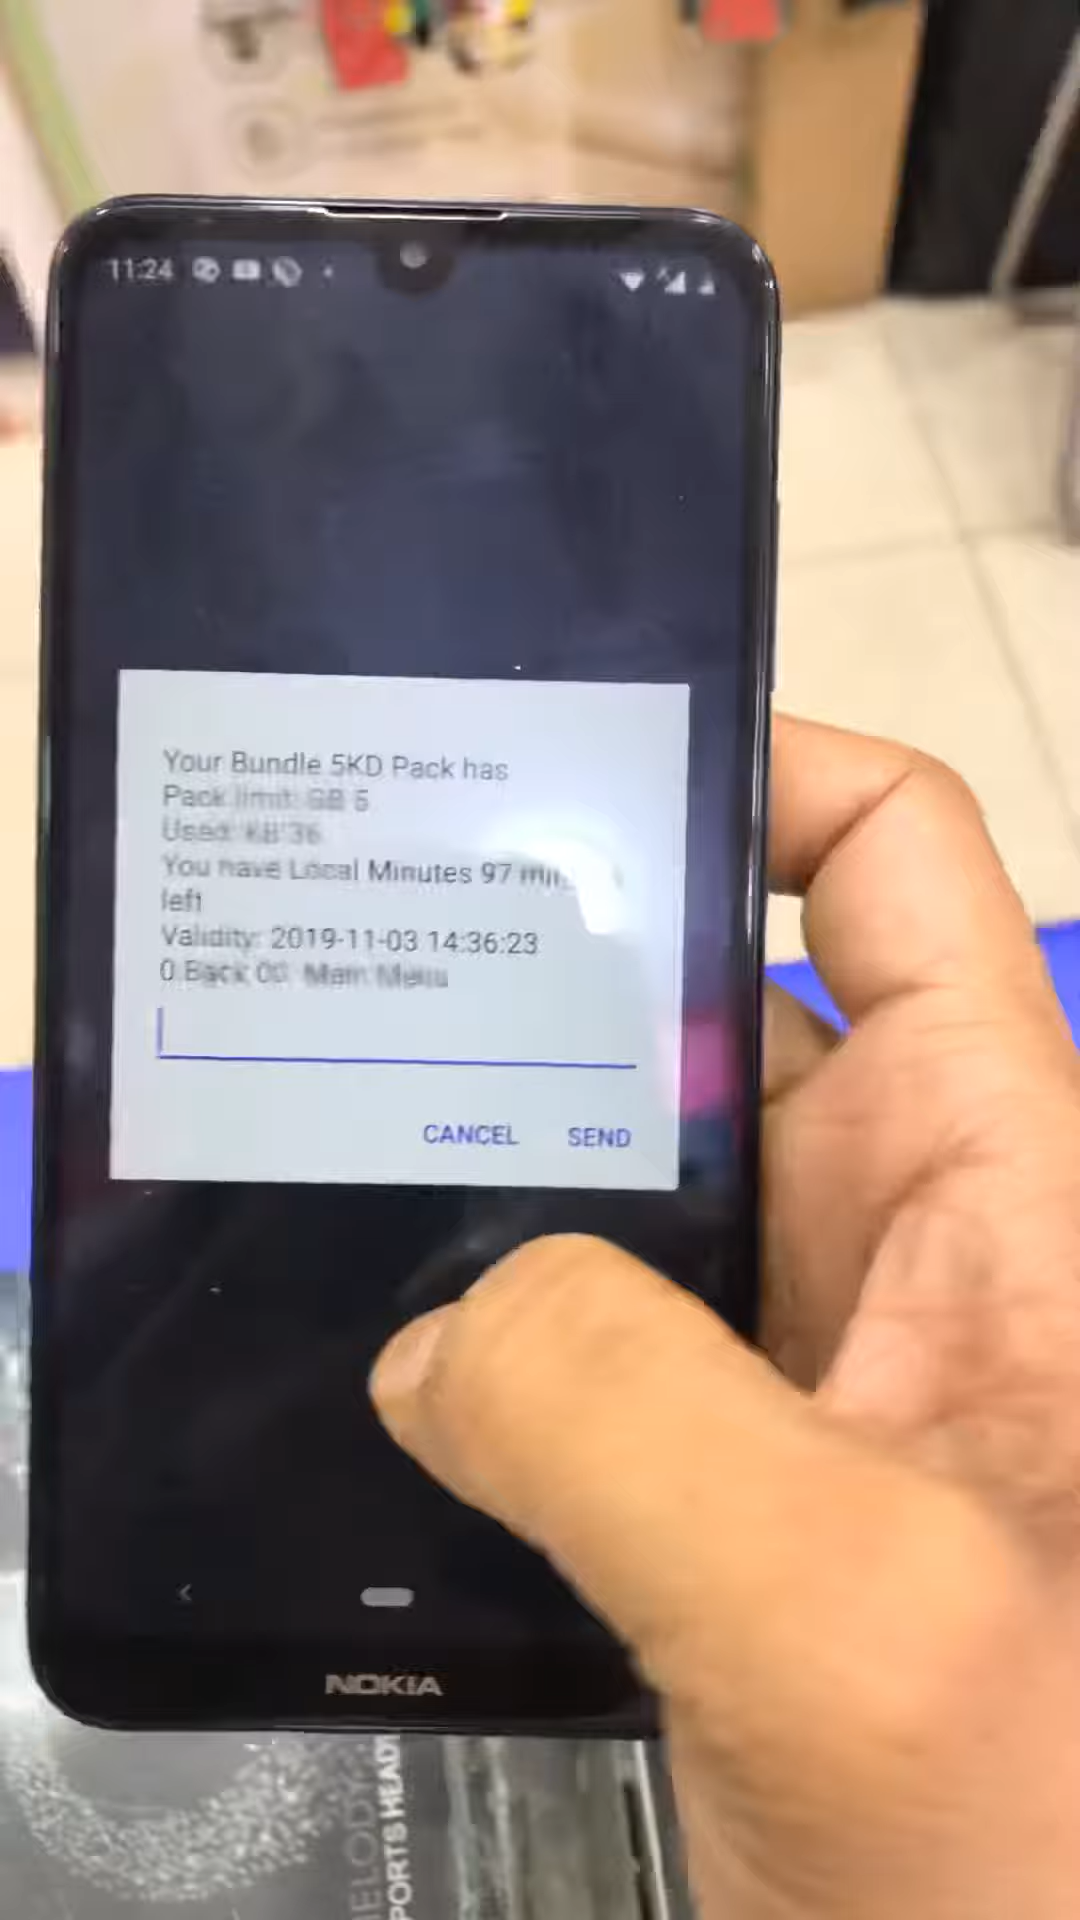 11:24
Your Bundle 5KD Pack has
Pack limit: GB 5
Used: KB 36
You have Local Minutes 97
left
Validity: 2019-11-03 14:36:23
0 Back 00 Main Menu
CANCEL SEND
NOKIA